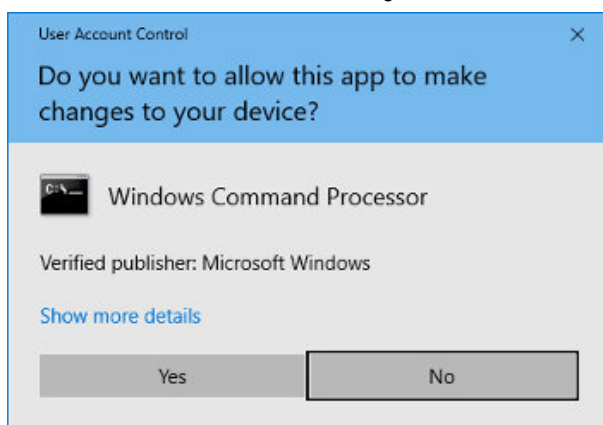 User Account Control
Do you want to allow this app to make
changes to your device?
C:\_
Windows Command Processor
Verified publisher: Microsoft Windows
Show more details
Yes
No